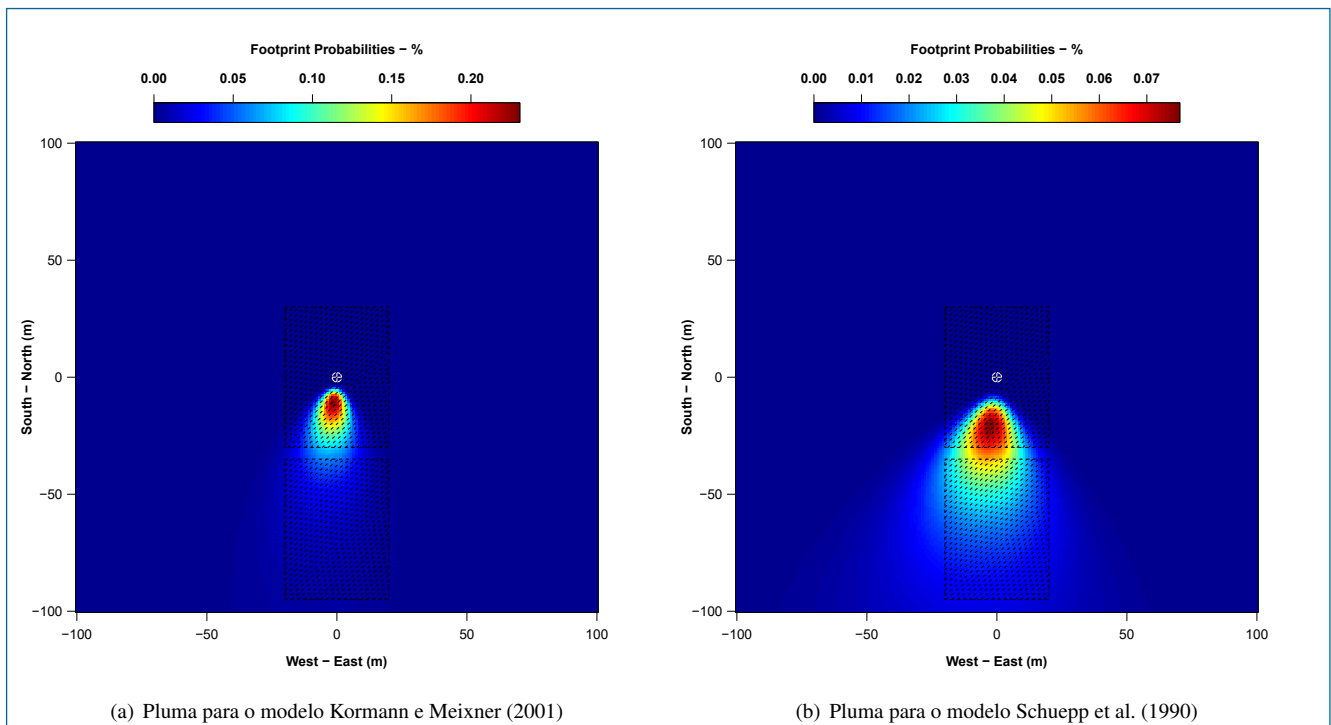 Footprint Probabilities − %
0.00 0.05 0.10 0.15 0.20
100
50
0
−50
−100
South − North (m)
−100 −50 0 50 100
West − East (m)
(a) Pluma para o modelo Kormann e Meixner (2001)
Footprint Probabilities − %
0.00 0.01 0.02 0.03 0.04 0.05 0.06 0.07
100
50
0
−50
−100
South − North (m)
−100 −50 0 50 100
West − East (m)
(b) Pluma para o modelo Schuepp et al. (1990)